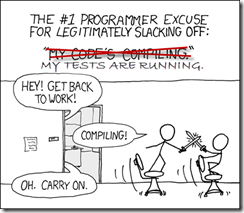 THE #1 PROGRAMMER EXCUSE
FOR LEGITIMATELY SLACKING OFF:
"MY CODE'S COMPILING."
MY TESTS ARE RUNNING.
HEY! GET BACK
TO WORK!
COMPILING!
OH. CARRY ON.